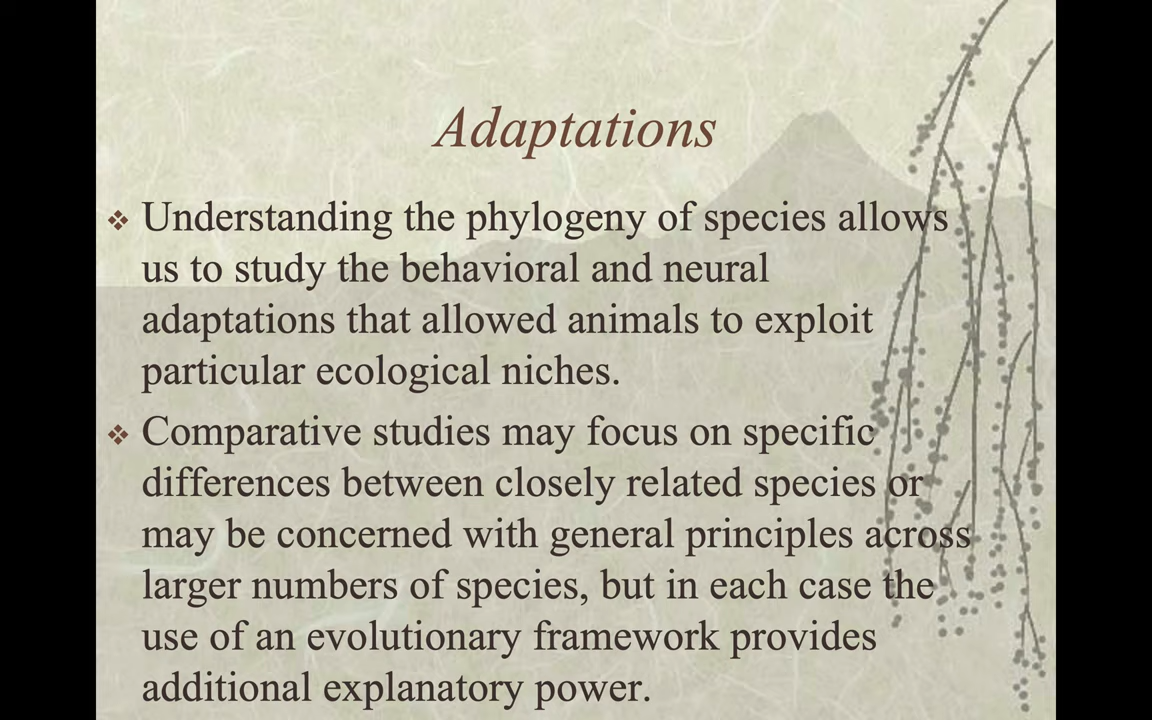 Adaptations
❖ Understanding the phylogeny of species allows
us to study the behavioral and neural
adaptations that allowed animals to exploit
particular ecological niches.
❖ Comparative studies may focus on specific
differences between closely related species or
may be concerned with general principles across
larger numbers of species, but in each case the
use of an evolutionary framework provides
additional explanatory power.